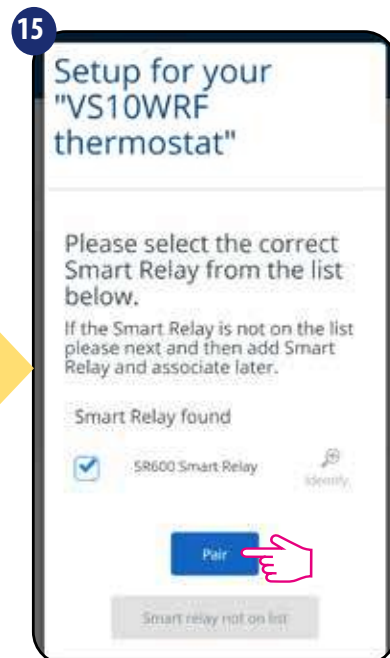 15
Setup for your
"VS10WRF
thermostat"
Please select the correct
Smart Relay from the list
below.
If the Smart Relay is not on the list
please next and then add Smart
Relay and associate later.
Smart Relay found
SR600 Smart Relay
Identify
Pair
Smart relay not on list